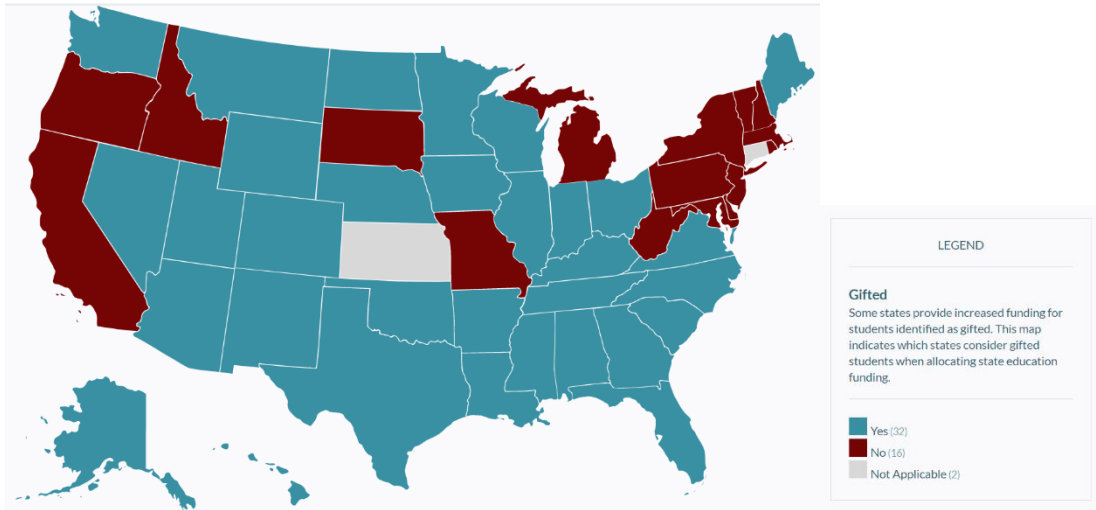 LEGEND
Gifted
Some states provide increased funding for
students identified as gifted. This map
indicates which states consider gifted
students when allocating state education
funding.
Yes (32)
No (16)
Not Applicable (2)